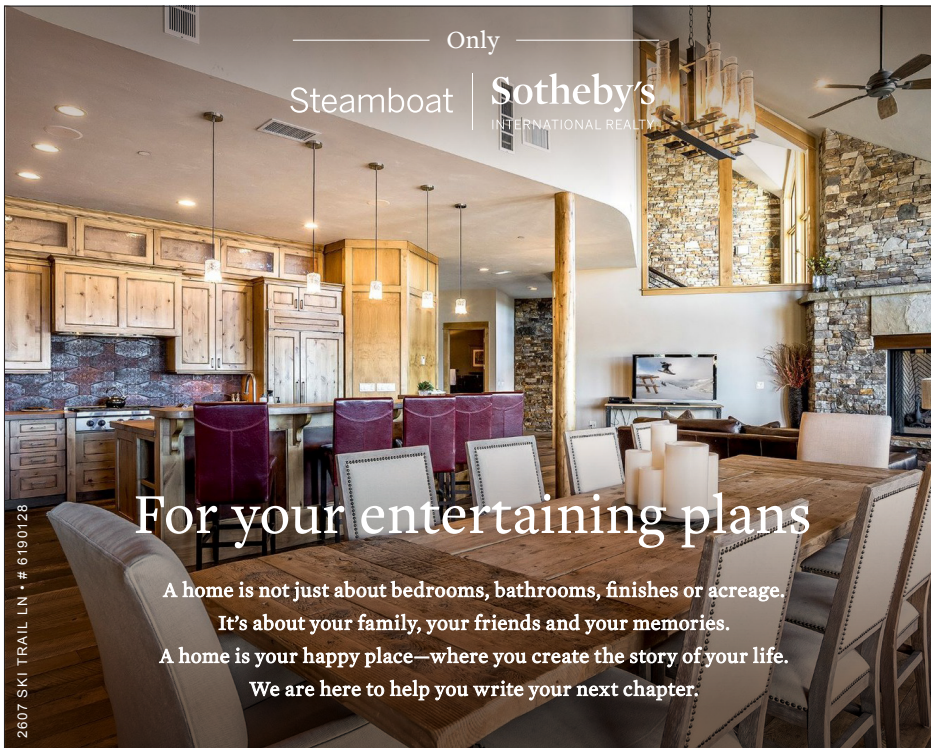 Only
Steamboat
Sotheby's
INTERNATIONAL REALTY
For your entertaining plans
A home is not just about bedrooms, bathrooms, finishes or acreage.
It's about your family, your friends and your memories.
A home is your happy place—where you create the story of your life.
We are here to help you write your next chapter.
2607 SKI TRAIL LN • # 6190128